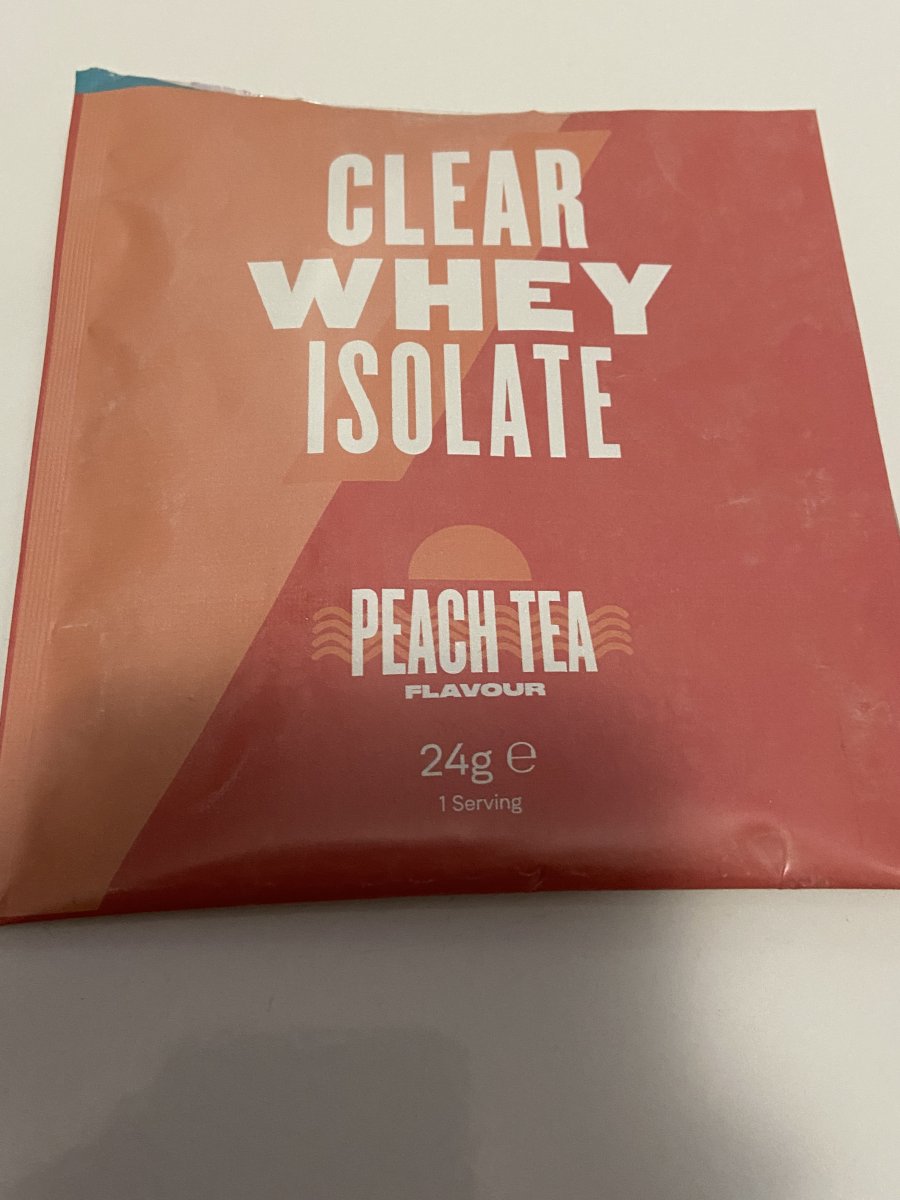 CLEAR
WHEY
ISOLATE
PEACH TEA
FLAVOUR
24g ℮
1 Serving